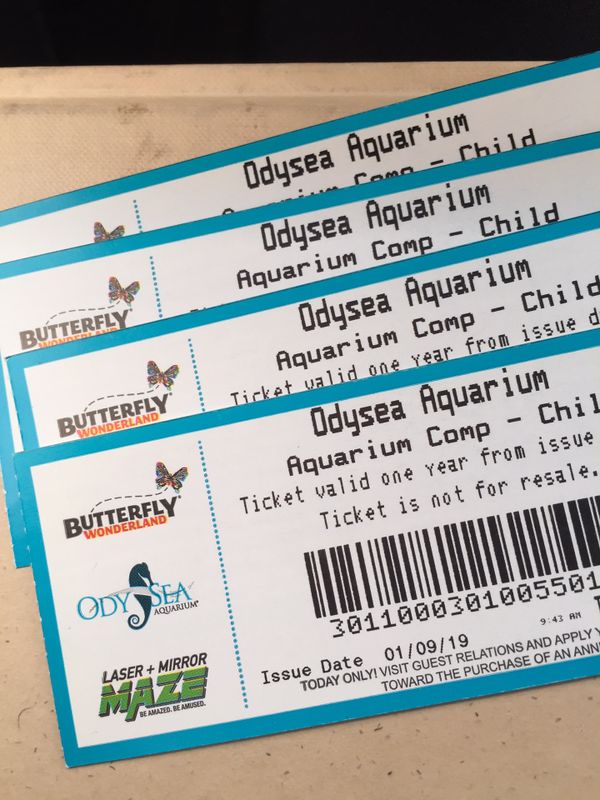 Odysea Aquarium
Aquarium Comp - Child
Odysea Aquarium
Aquarium Comp - Child
BUTTERFLY
WONDERLAND
Odysea Aquarium
Aquarium Comp - Child
Ticket valid one year from issue d
BUTTERFLY
WONDERLAND
Odysea Aquarium
Aquarium Comp - Chil
Ticket valid one year from issue
Ticket is not for resale.
BUTTERFLY
WONDERLAND
ODYSEA
AQUARIUM
LASER + MIRROR
MAZE
BE AMAZED. BE AMUSED.
3011000301005501
9:43 AM
Issue Date 01/09/19
TODAY ONLY! VISIT GUEST RELATIONS AND APPLY Y
TOWARD THE PURCHASE OF AN ANN